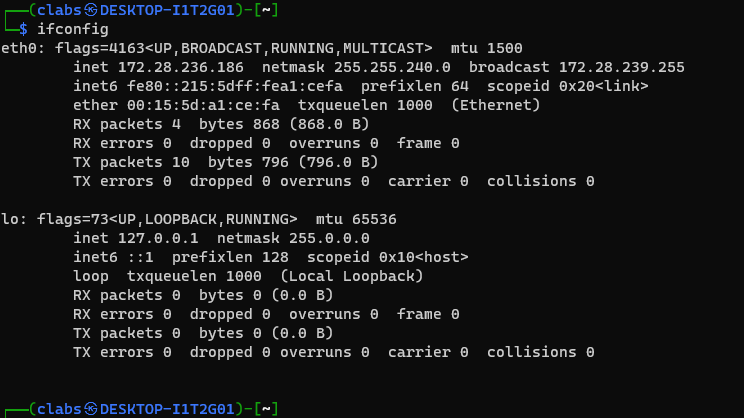 ┌──(clabs㉿DESKTOP-I1T2G01)-[~]
└─$ ifconfig
eth0: flags=4163<UP,BROADCAST,RUNNING,MULTICAST>  mtu 1500
        inet 172.28.236.186  netmask 255.255.240.0  broadcast 172.28.239.255
        inet6 fe80::215:5dff:fea1:cefa  prefixlen 64  scopeid 0x20<link>
        ether 00:15:5d:a1:ce:fa  txqueuelen 1000  (Ethernet)
        RX packets 4  bytes 868 (868.0 B)
        RX errors 0  dropped 0  overruns 0  frame 0
        TX packets 10  bytes 796 (796.0 B)
        TX errors 0  dropped 0 overruns 0  carrier 0  collisions 0

lo: flags=73<UP,LOOPBACK,RUNNING>  mtu 65536
        inet 127.0.0.1  netmask 255.0.0.0
        inet6 ::1  prefixlen 128  scopeid 0x10<host>
        loop  txqueuelen 1000  (Local Loopback)
        RX packets 0  bytes 0 (0.0 B)
        RX errors 0  dropped 0  overruns 0  frame 0
        TX packets 0  bytes 0 (0.0 B)
        TX errors 0  dropped 0 overruns 0  carrier 0  collisions 0

┌──(clabs㉿DESKTOP-I1T2G01)-[~]